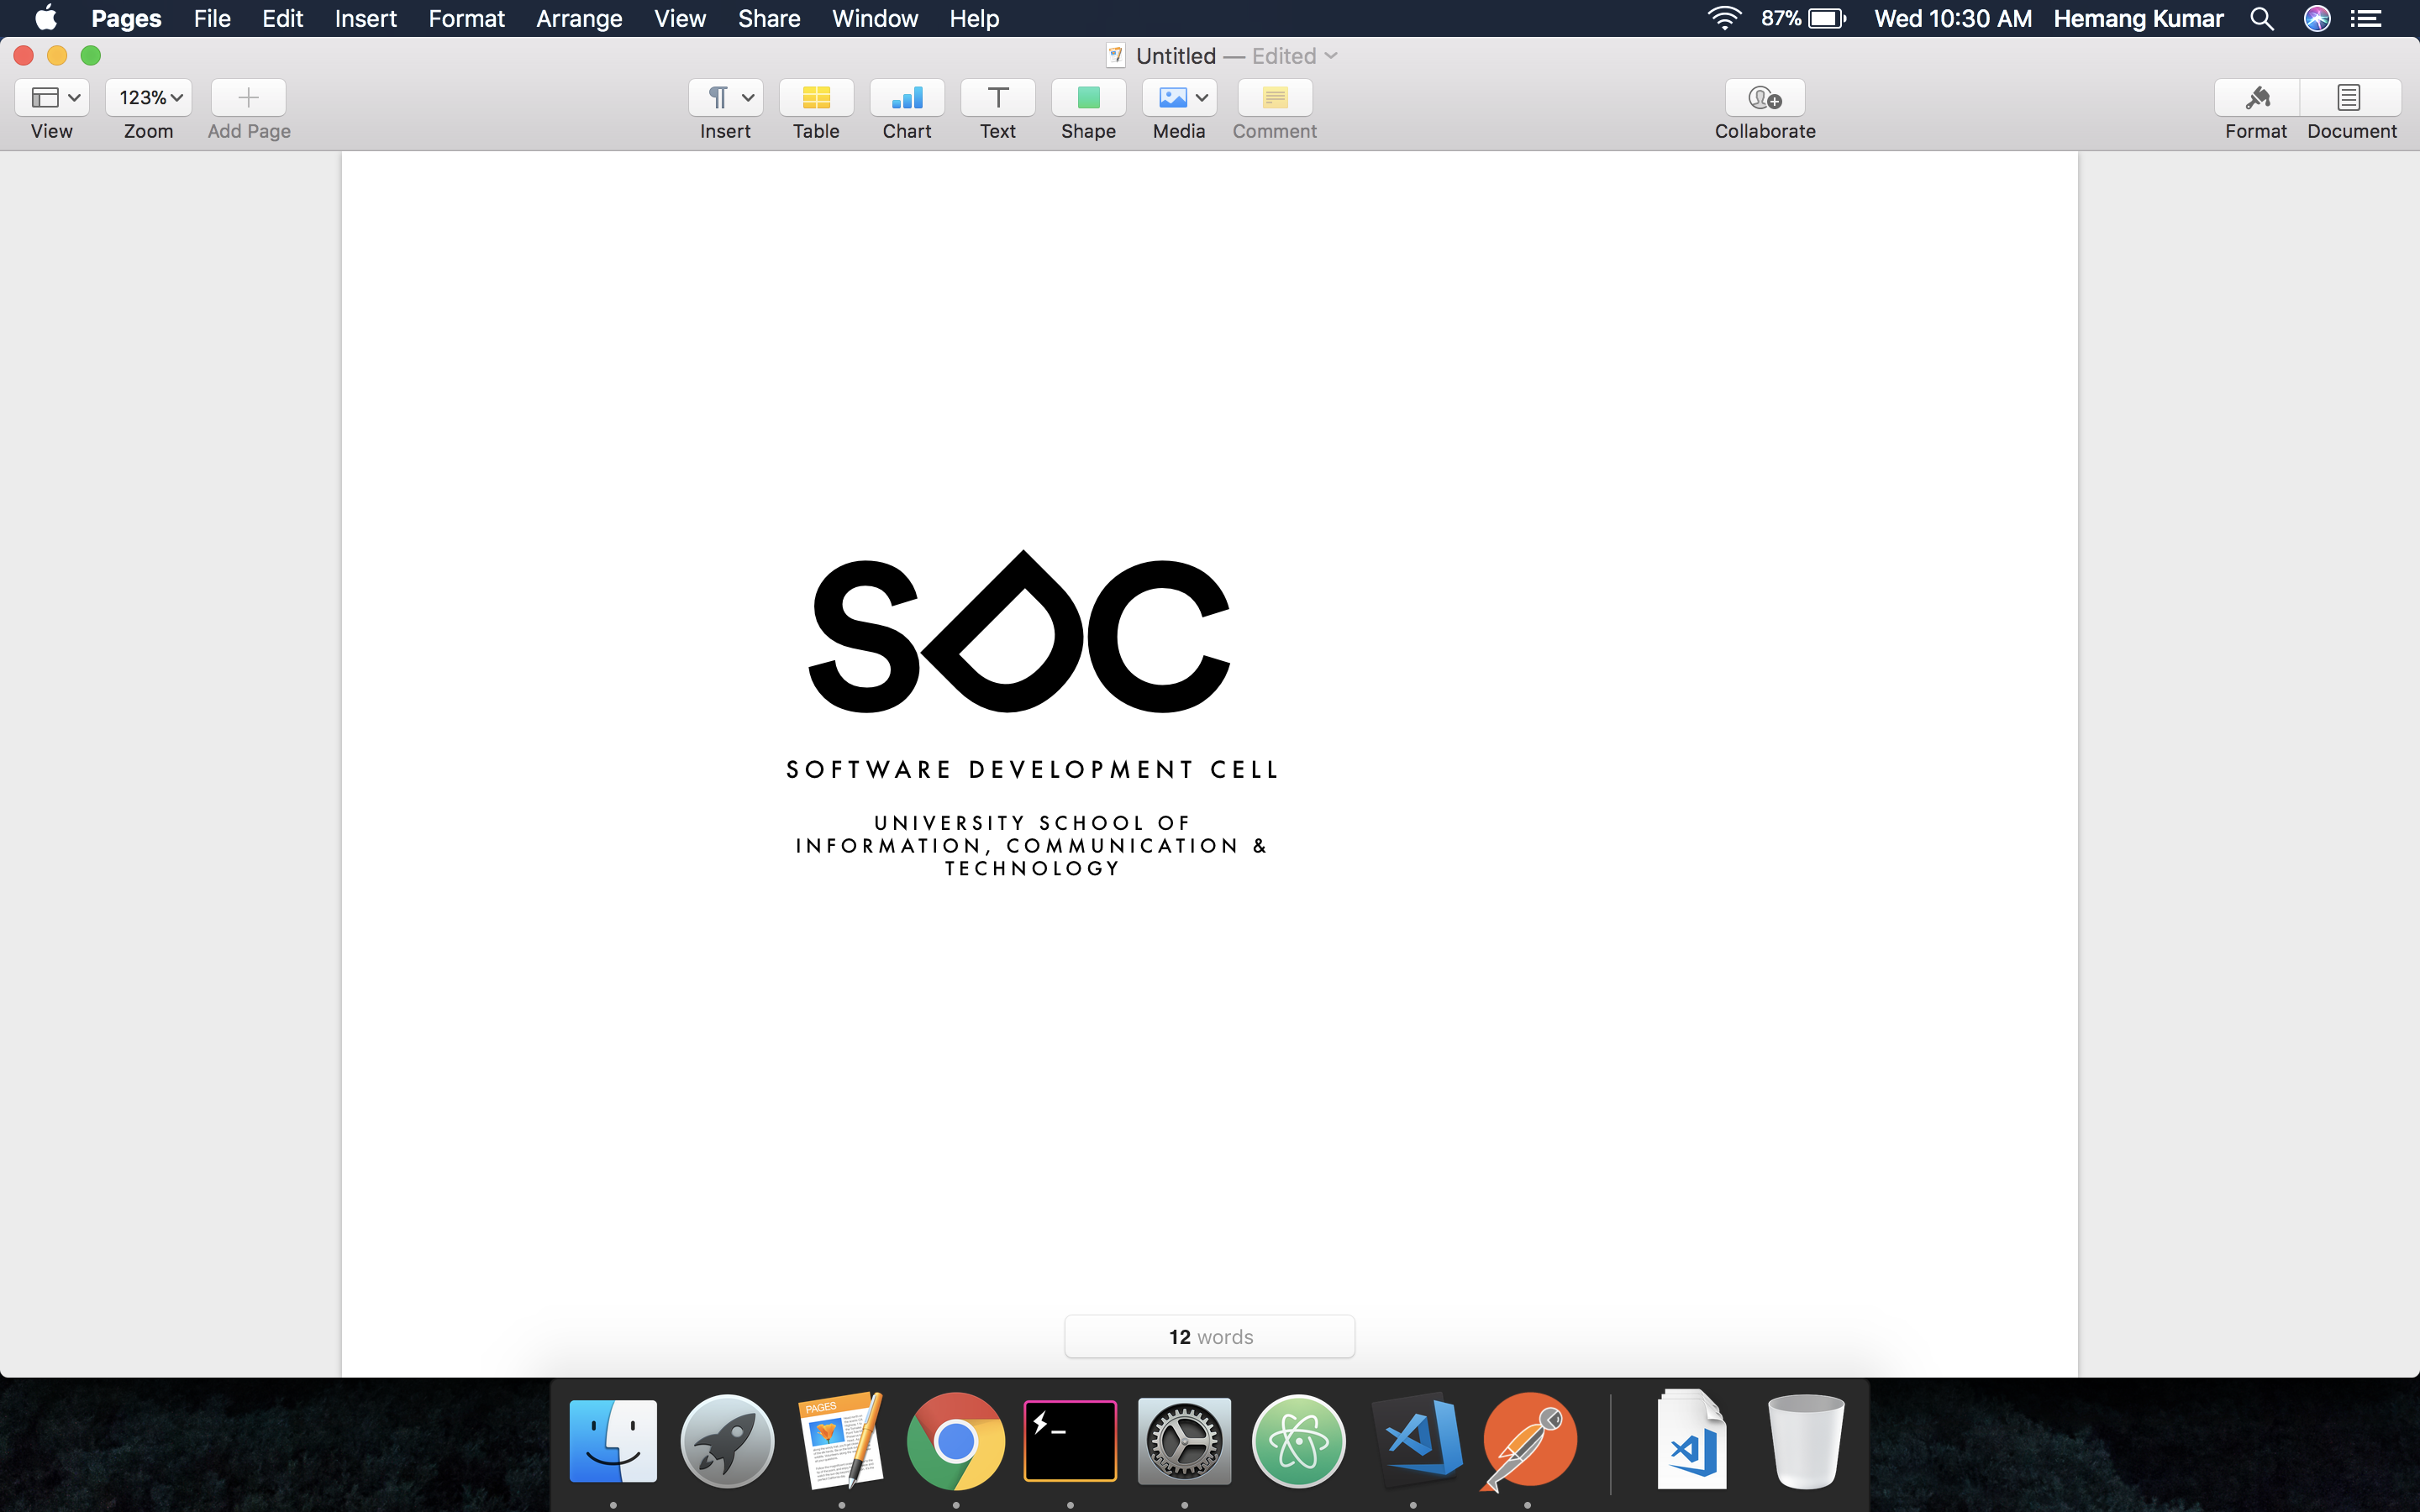 Pages File Edit Insert Format Arrange View Share Window Help 87% Wed 10:30 AM Hemang Kumar
Untitled — Edited
123%
View Zoom Add Page Insert Table Chart Text Shape Media Comment Collaborate Format Document
SDC
SOFTWARE DEVELOPMENT CELL
UNIVERSITY SCHOOL OF
INFORMATION, COMMUNICATION &
TECHNOLOGY
12 words
PAGES